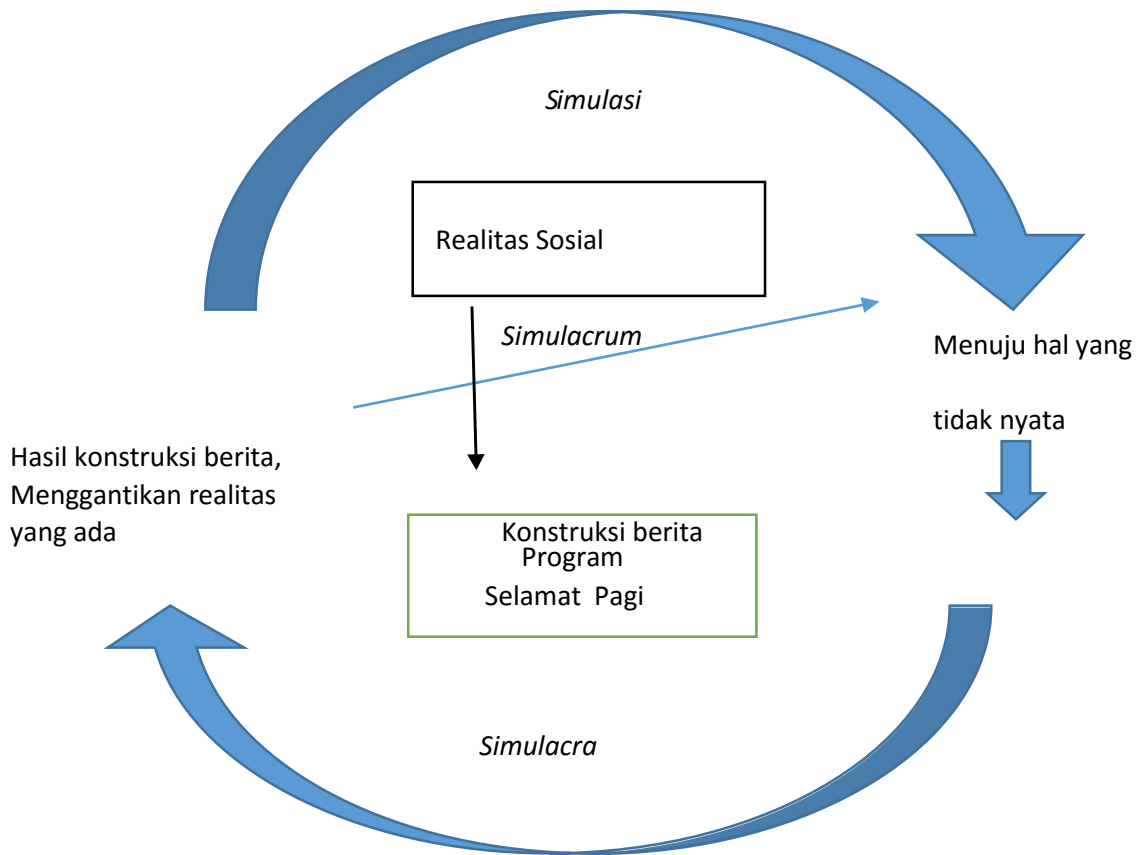 Simulasi
Realitas Sosial
Simulacrum
Menuju hal yang
tidak nyata
Hasil konstruksi berita,
Menggantikan realitas
yang ada
Konstruksi berita
Program
Selamat Pagi
Simulacra